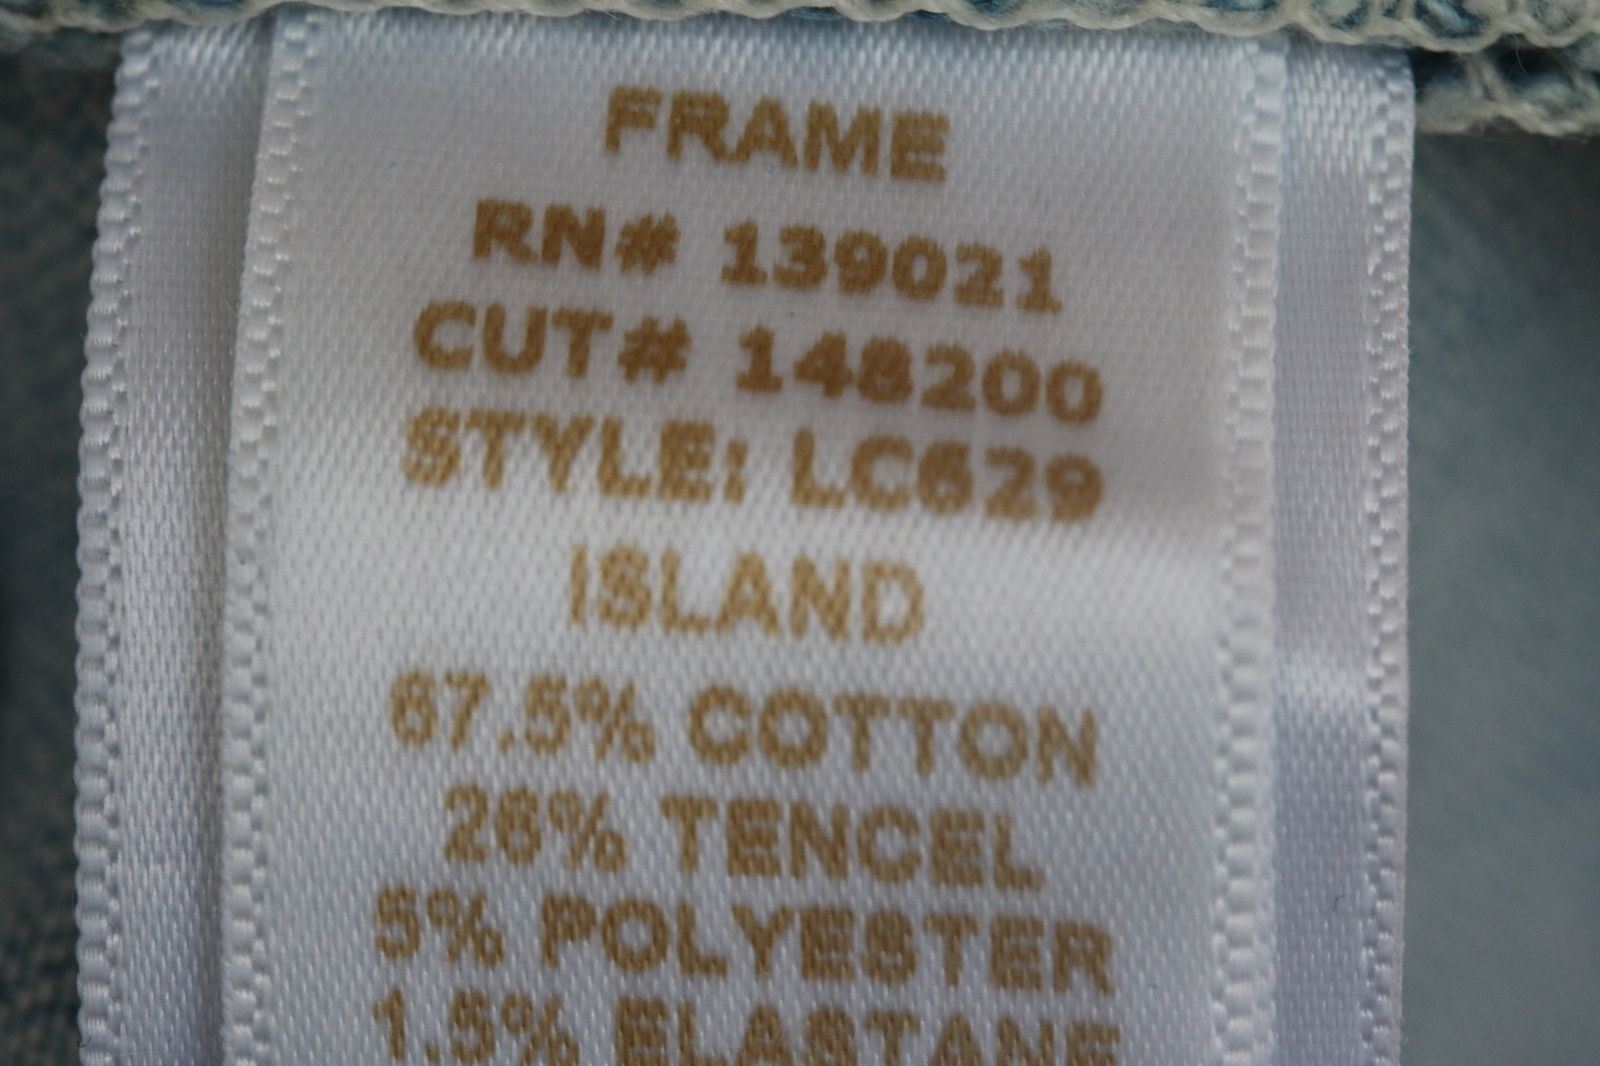 FRAME
RN# 139021
CUT# 148200
STYLE: LC629
ISLAND
67.5% COTTON
26% TENCEL
5% POLYESTER
1.5% ELASTANE